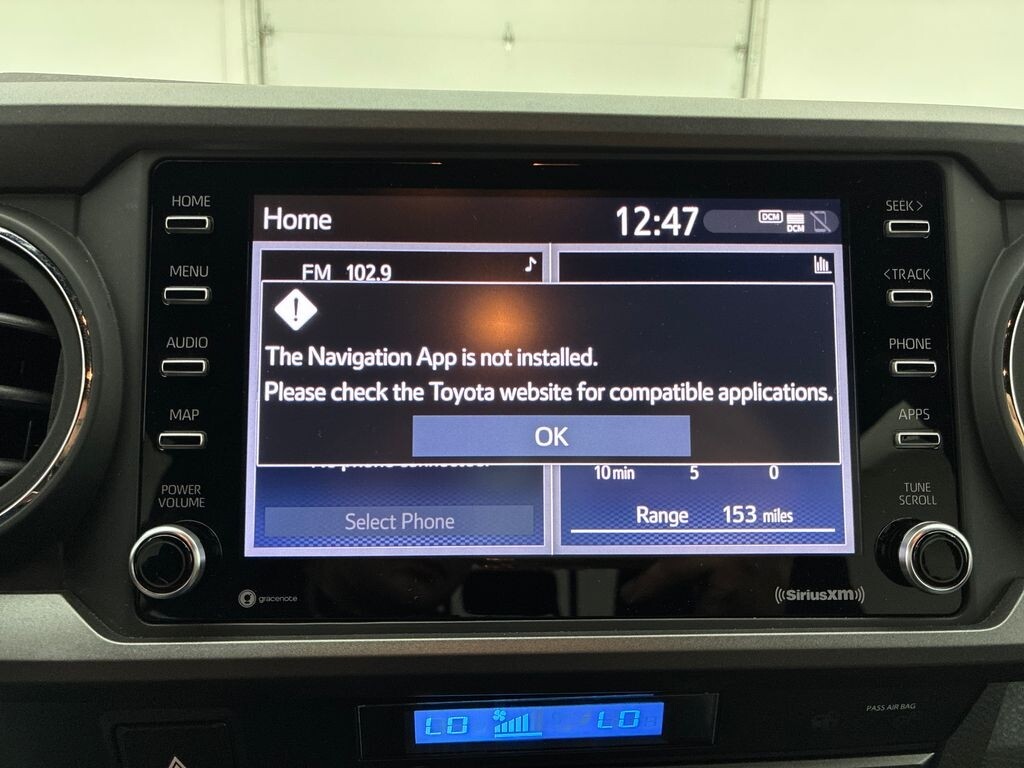 HOME
MENU
AUDIO
MAP
POWER
VOLUME
Home
12:47
DCM
DCM
FM 102.9
The Navigation App is not installed.
Please check the Toyota website for compatible applications.
OK
Select Phone
10 min 5 0
Range 153 miles
SEEK >
< TRACK
PHONE
APPS
TUNE
SCROLL
gracenote
((SiriusXM))
LO LO
PASS AIR BAG